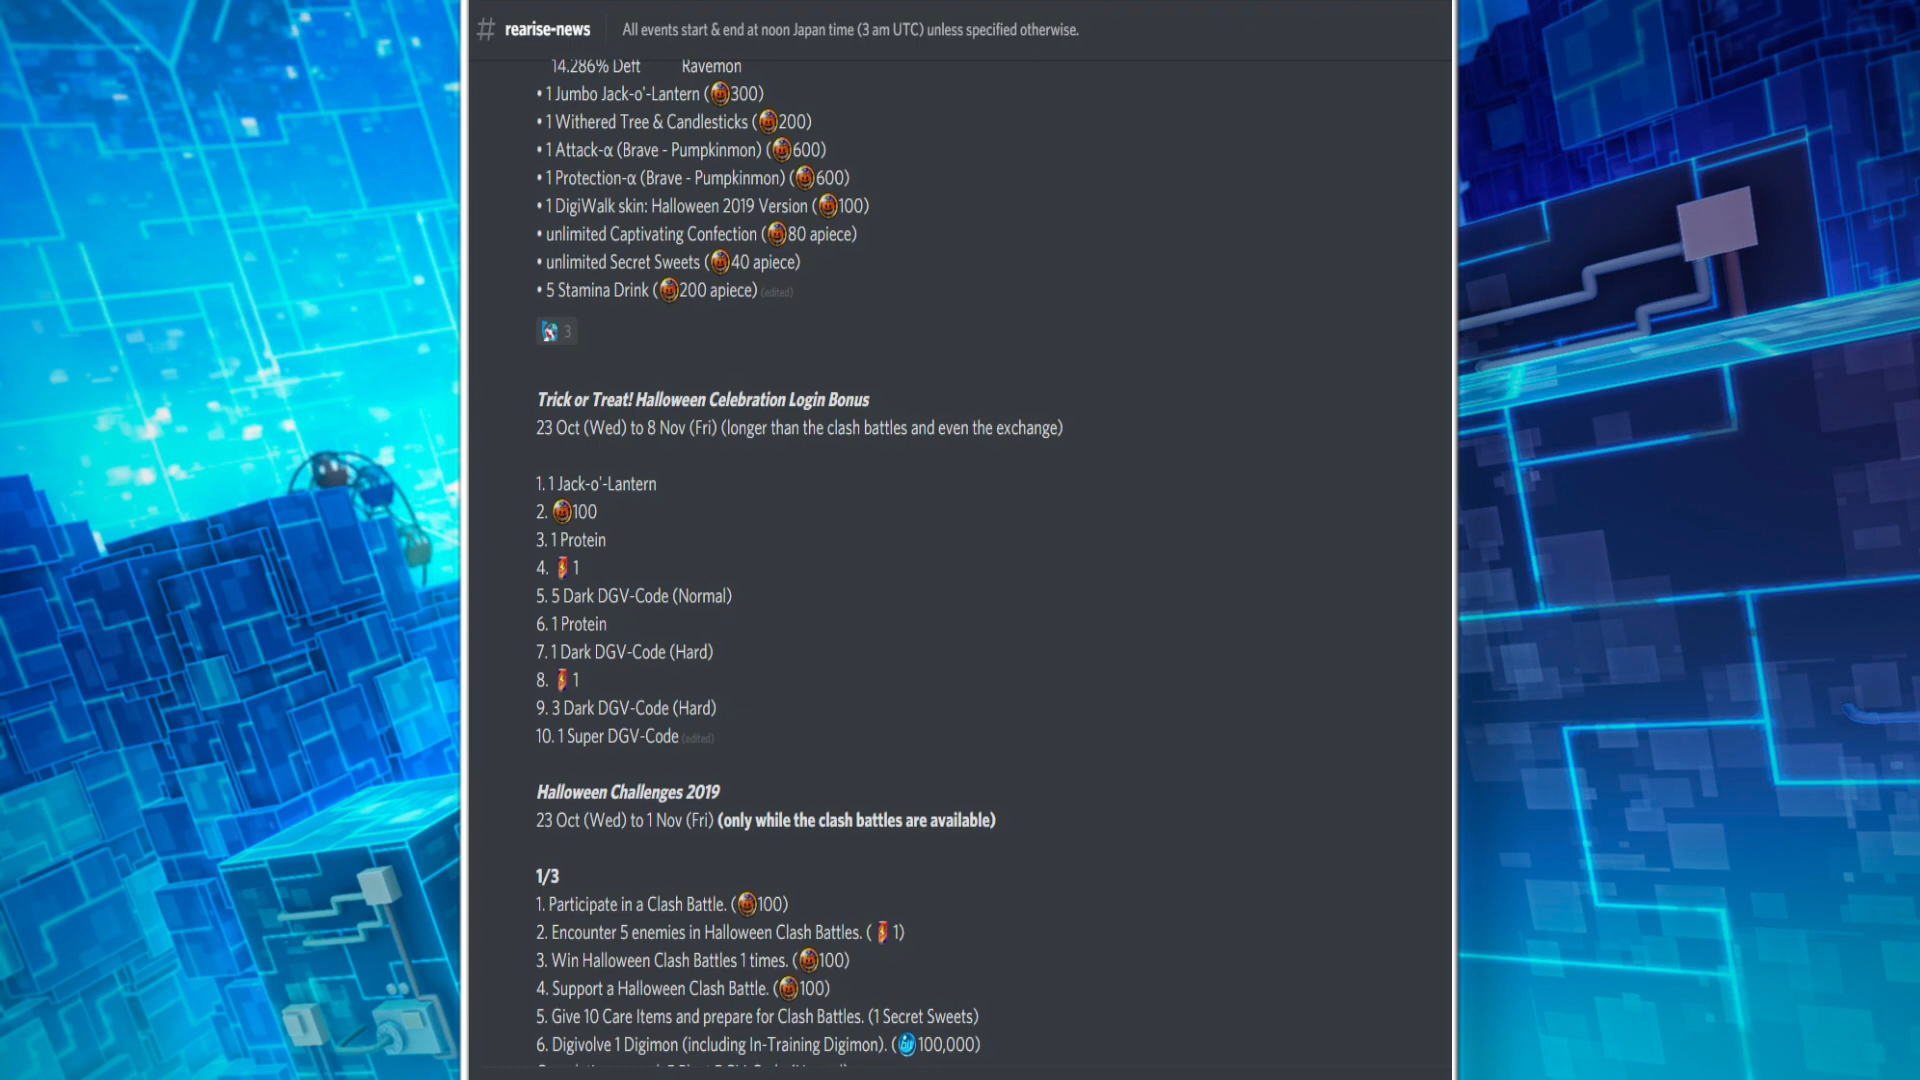 rearise-news All events start & end at noon Japan time (3 am UTC) unless specified otherwise.
14.286% Deft Ravemon
• 1 Jumbo Jack-o'-Lantern (300)
• 1 Withered Tree & Candlesticks (200)
• 1 Attack-α (Brave - Pumpkinmon) (600)
• 1 Protection-α (Brave - Pumpkinmon) (600)
• 1 DigiWalk skin: Halloween 2019 Version (100)
• unlimited Captivating Confection (80 apiece)
• unlimited Secret Sweets (40 apiece)
• 5 Stamina Drink (200 apiece) (edited)
3
Trick or Treat! Halloween Celebration Login Bonus
23 Oct (Wed) to 8 Nov (Fri) (longer than the clash battles and even the exchange)
1. 1 Jack-o'-Lantern
2. 100
3. 1 Protein
4. 1
5. 5 Dark DGV-Code (Normal)
6. 1 Protein
7. 1 Dark DGV-Code (Hard)
8. 1
9. 3 Dark DGV-Code (Hard)
10. 1 Super DGV-Code (edited)
Halloween Challenges 2019
23 Oct (Wed) to 1 Nov (Fri) (only while the clash battles are available)
1/3
1. Participate in a Clash Battle. (100)
2. Encounter 5 enemies in Halloween Clash Battles. ( 1)
3. Win Halloween Clash Battles 1 times. (100)
4. Support a Halloween Clash Battle. (100)
5. Give 10 Care Items and prepare for Clash Battles. (1 Secret Sweets)
6. Digivolve 1 Digimon (including In-Training Digimon). (bit 100,000)